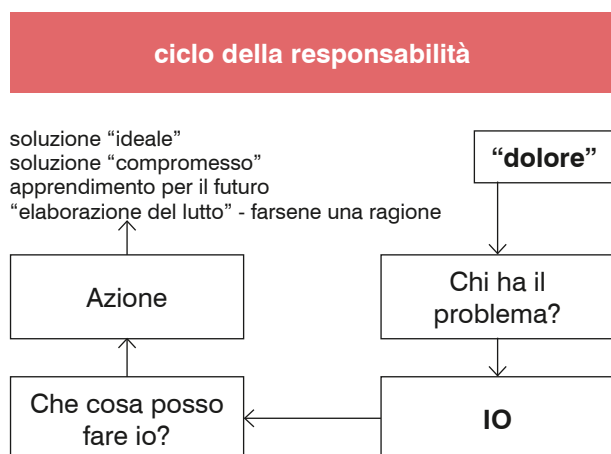 ciclo della responsabilità
soluzione “ideale”
soluzione “compromesso”
apprendimento per il futuro
“elaborazione del lutto” - farsene una ragione
“dolore”
Azione
Chi ha il
problema?
Che cosa posso
fare io?
IO